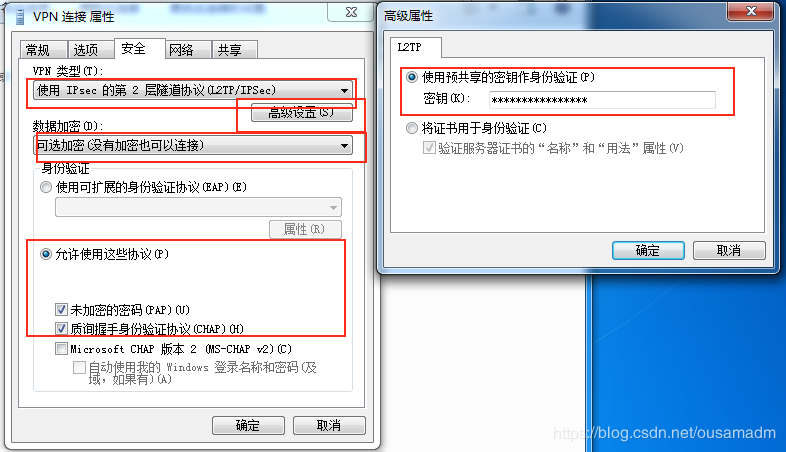 VPN 连接 属性
常规
选项
安全
网络
共享
VPN 类型(T):
使用 IPsec 的第 2 层隧道协议(L2TP/IPSec)
高级设置(S)
数据加密(D):
可选加密(没有加密也可以连接)
身份验证
使用可扩展的身份验证协议(EAP)(E)
属性(R)
允许使用这些协议(P)
未加密的密码(PAP)(U)
质询握手身份验证协议(CHAP)(H)
Microsoft CHAP 版本 2 (MS-CHAP v2)(C)
自动使用我的 Windows 登录名称和密码(及
域，如果有)(A)
确定
取消
高级属性
L2TP
使用预共享的密钥作身份验证(P)
密钥(K):
****************
将证书用于身份验证(C)
验证服务器证书的“名称”和“用法”属性(V)
确定
取消
https://blog.csdn.net/ousamadm